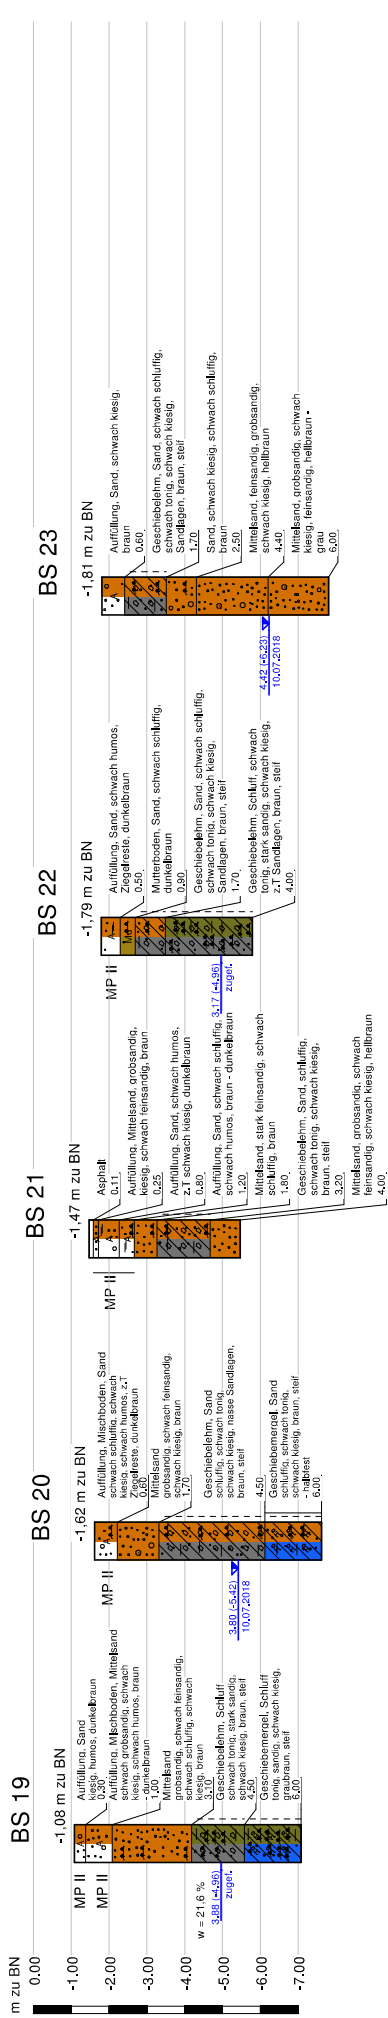 m zu BN
0.00
-1.00
-2.00
-3.00
-4.00
-5.00
-6.00
-7.00
BS 19
-1,08 m zu BN
MP II
MP II
A
A
Auffüllung, Sand
kiesig, humos, dunkelbraun
0,30
Auffüllung, Mischboden, Mittelsand
schwach grobsandig, schwach
kiesig, schwach humos, braun
- dunkelbraun
1,00
Mittelsand
grobsandig, schwach feinsandig,
schwach schluffig, schwach
kiesig, braun
3,10
Geschiebelehm, Schluff
schwach tonig, stark sandig,
schwach kiesig, braun, steif
4,50
Geschiebemergel, Schluff
tonig, sandig, schwach kiesig,
graubraun, steif
6,00
w = 21,6 %
3.88 (-4.96)
zugef.
BS 20
-1,62 m zu BN
MP II
A
Auffüllung, Mischboden, Sand
schwach schluffig, schwach
kiesig, schwach humos, z.T
Ziegelreste, dunkelbraun
0,60
Mittelsand
grobsandig, schwach feinsandig,
schwach kiesig, braun
1,70
Geschiebelehm, Sand
schluffig, schwach tonig,
schwach kiesig, nasse Sandlagen,
braun, steif
4,50
Geschiebemergel, Sand
schluffig, schwach tonig,
schwach kiesig, braun, steif
- halbfest
6,00
3.80 (-5.42)
10.07.2018
BS 21
-1,47 m zu BN
MP II
A
A
Asphalt
0,11
Auffüllung, Mittelsand, grobsandig,
kiesig, schwach feinsandig, braun
0,25
Auffüllung, Sand, schwach humos,
z.T schwach kiesig, dunkelbraun
0,80
Auffüllung, Sand, schwach schluffig,
schwach humos, braun - dunkelbraun
1,20
Mittelsand, stark feinsandig, schwach
schluffig, braun
1,80
Geschiebelehm, Sand, schluffig,
schwach tonig, schwach kiesig,
braun, steif
3,20
Mittelsand, grobsandig, schwach
feinsandig, schwach kiesig, hellbraun
4,00
BS 22
-1,79 m zu BN
MP II
A
M
Auffüllung, Sand, schwach humos,
Ziegelreste, dunkelbraun
0,50
Mutterboden, Sand, schwach schluffig,
dunkelbraun
0,90
Geschiebelehm, Sand, schwach schluffig,
schwach tonig, schwach kiesig,
Sandlagen, braun, steif
1,70
Geschiebelehm, Schluff, schwach
tonig, stark sandig, schwach kiesig,
z.T Sandlagen, braun, steif
4,00
3.17 (-4.96)
zugef.
BS 23
-1,81 m zu BN
A
Auffüllung, Sand, schwach kiesig,
braun
0,60
Geschiebelehm, Sand, schwach schluffig,
schwach tonig, schwach kiesig,
Sandlagen, braun, steif
1,70
Sand, schwach kiesig, schwach schluffig,
braun
2,50
Mittelsand, feinsandig, grobsandig,
schwach kiesig, hellbraun
4,40
Mittelsand, grobsandig, schwach
kiesig, feinsandig, hellbraun -
grau
6,00
4.42 (-6.23)
10.07.2018